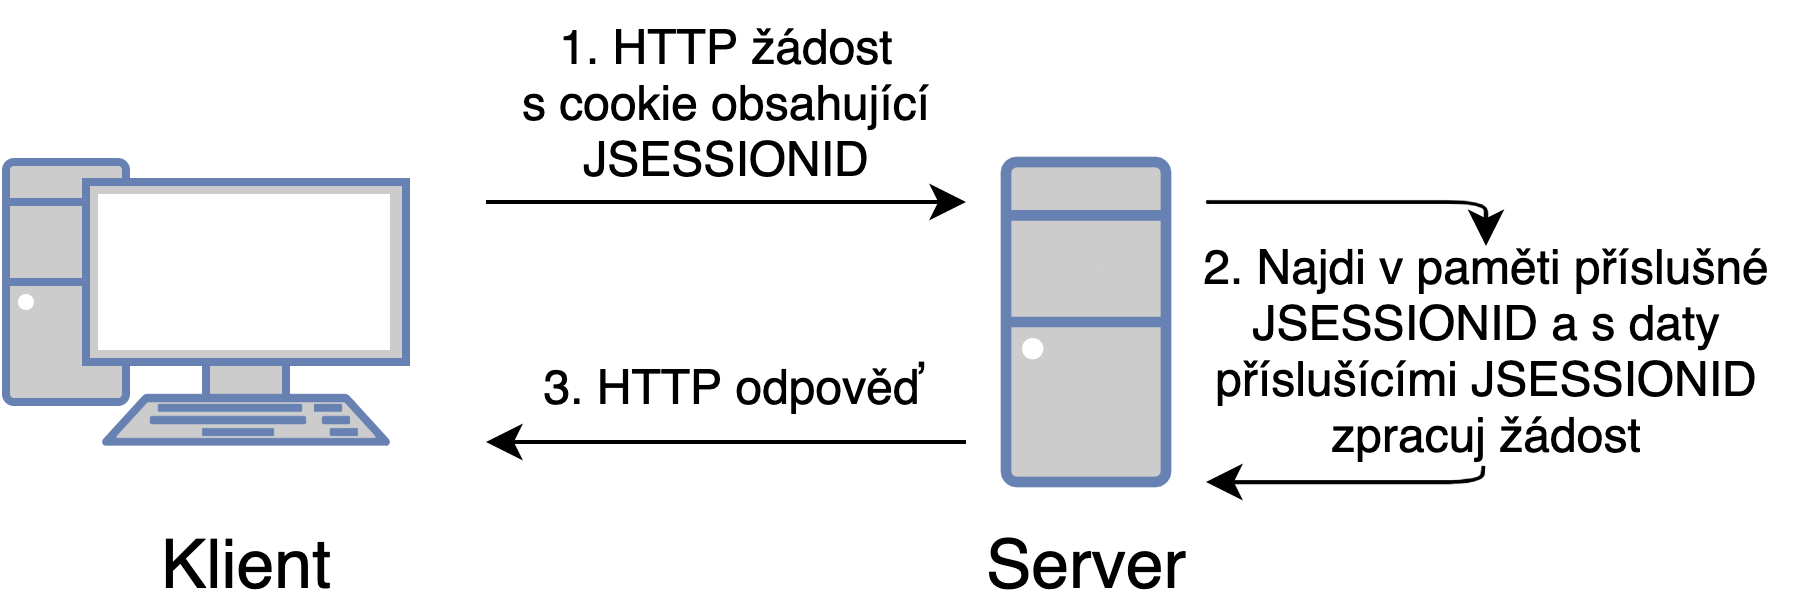 1. HTTP žádost
s cookie obsahující
JSESSIONID
2. Najdi v paměti příslušné
JSESSIONID a s daty
příslušícími JSESSIONID
zpracuj žádost
3. HTTP odpověď
Klient
Server